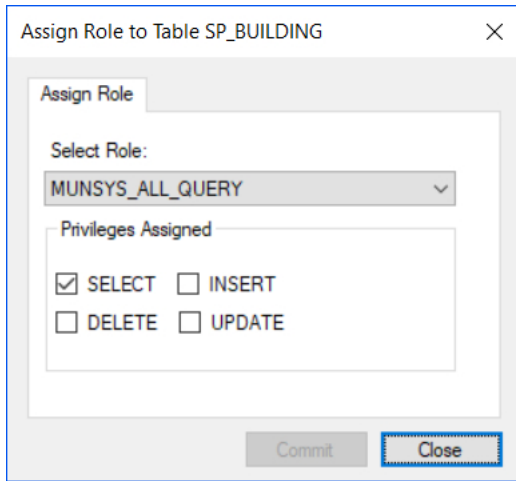 Assign Role to Table SP_BUILDING
Assign Role
Select Role:
MUNSYS_ALL_QUERY
Privileges Assigned
SELECT INSERT
DELETE UPDATE
Commit Close